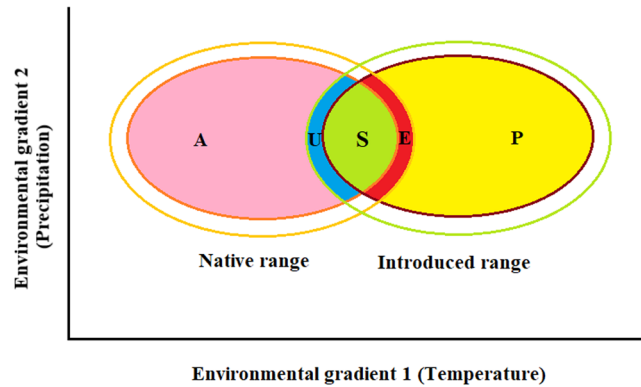 Environmental gradient 2
(Precipitation)
A
U
S
E
P
Native range
Introduced range
Environmental gradient 1 (Temperature)